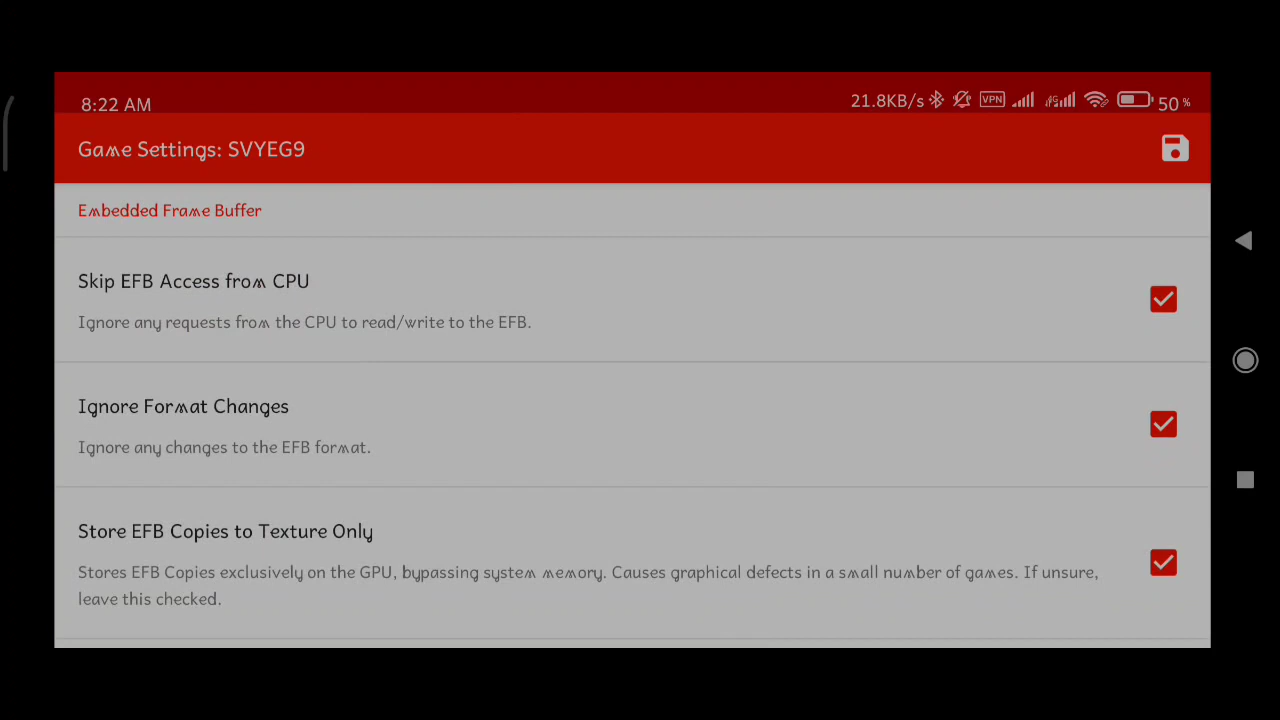 8:22 AM
21.8KB/s VPN 4G 50 %
Game Settings: SVYEG9
Embedded Frame Buffer
Skip EFB Access from CPU
Ignore any requests from the CPU to read/write to the EFB.
Ignore Format Changes
Ignore any changes to the EFB format.
Store EFB Copies to Texture Only
Stores EFB Copies exclusively on the GPU, bypassing system memory. Causes graphical defects in a small number of games. If unsure,
leave this checked.